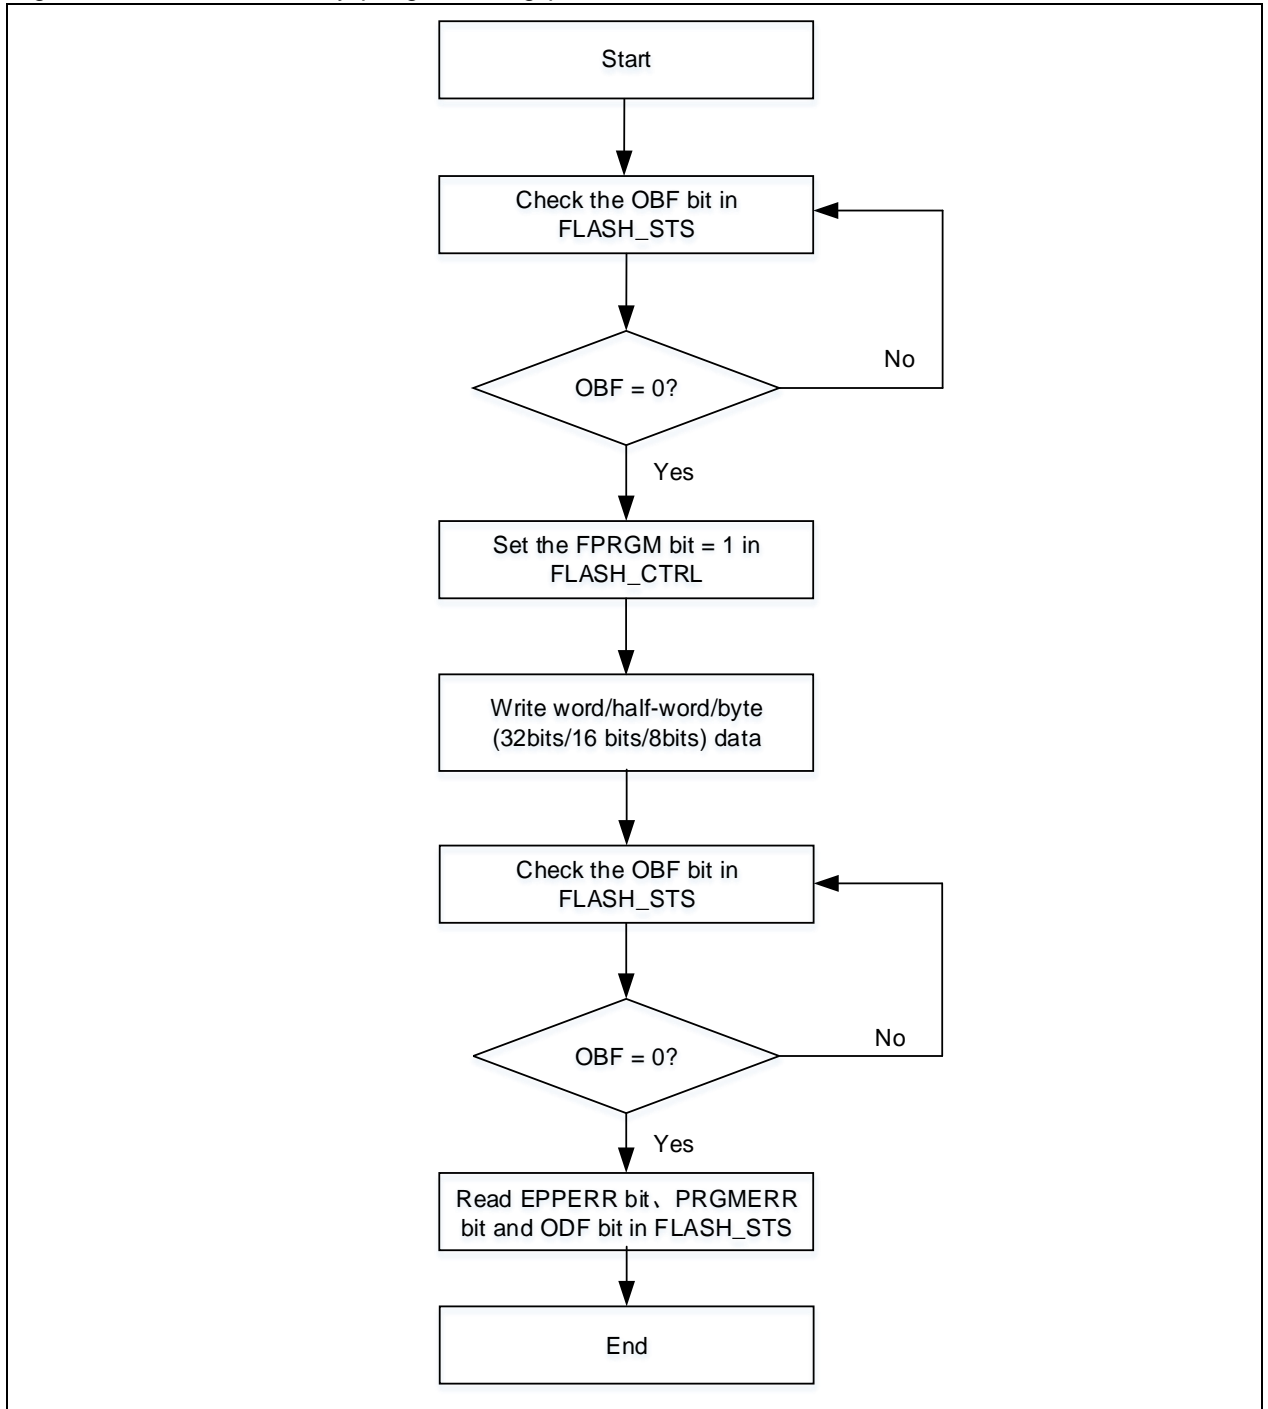 Start
Check the OBF bit in
FLASH_STS
OBF = 0?
No
Yes
Set the FPRGM bit = 1 in
FLASH_CTRL
Write word/half-word/byte
(32bits/16 bits/8bits) data
Check the OBF bit in
FLASH_STS
OBF = 0?
No
Yes
Read EPPERR bit、PRGMERR
bit and ODF bit in FLASH_STS
End